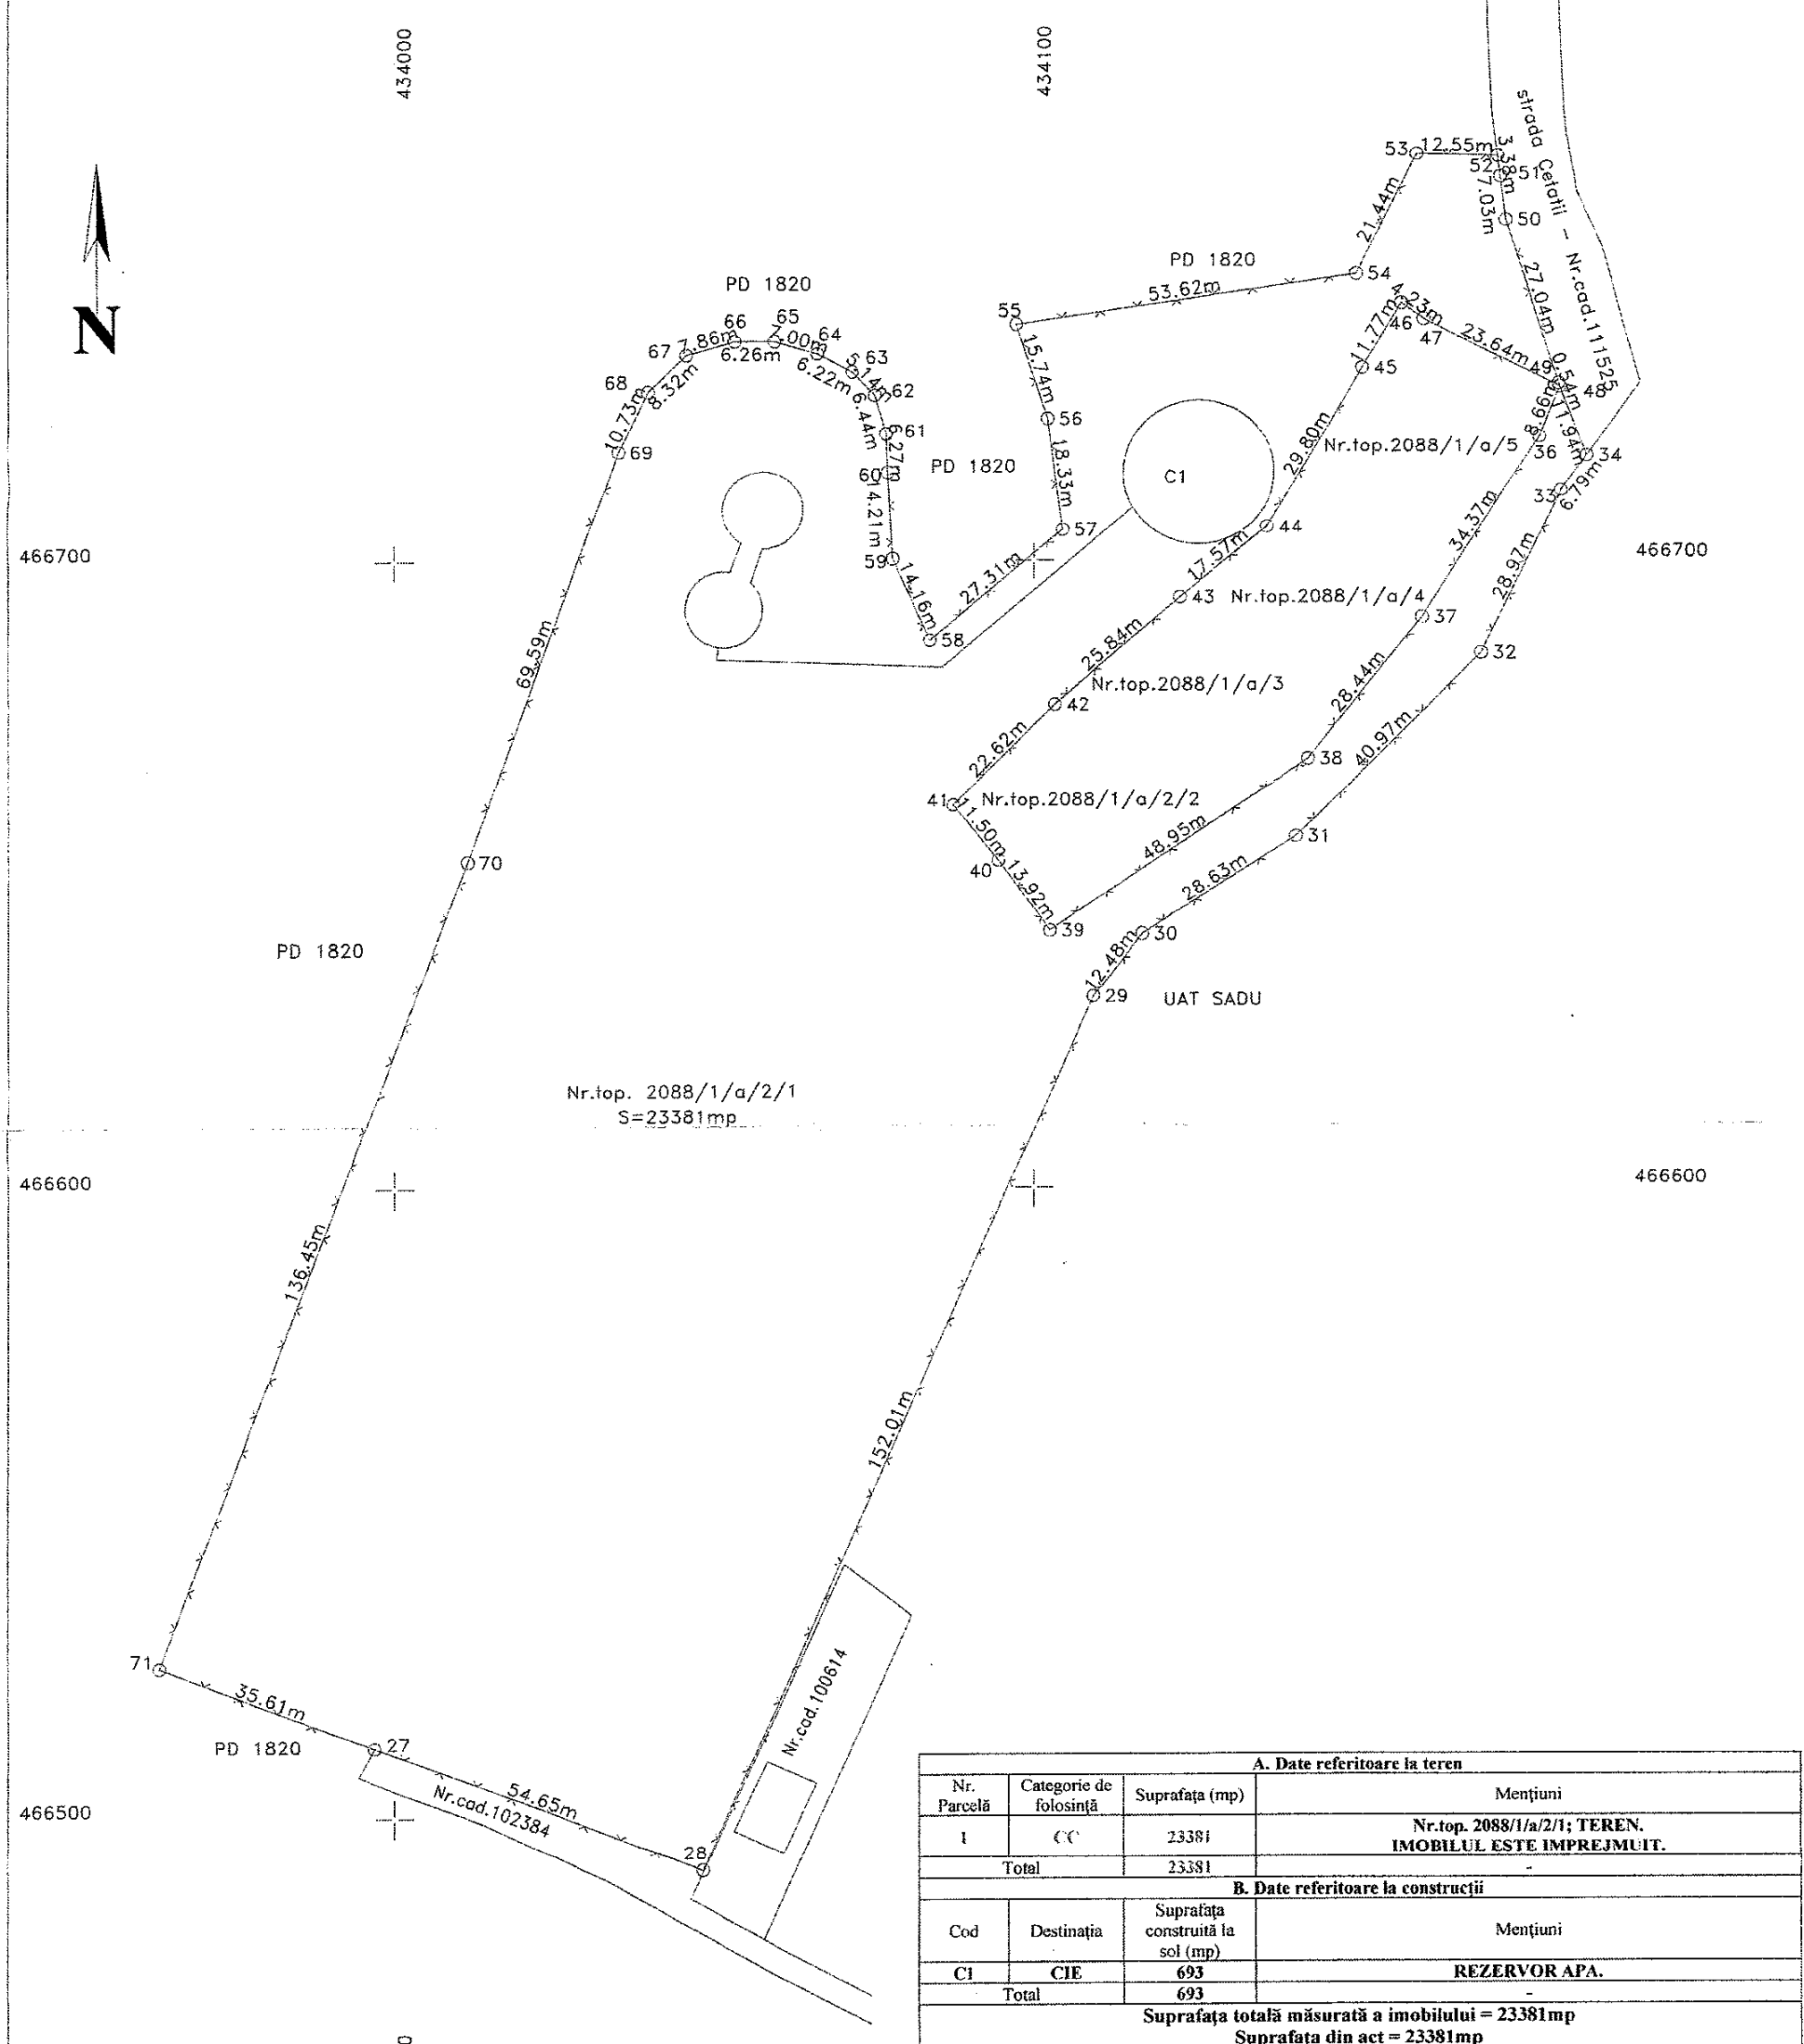 434000
434100
strada Cetatii - Nr.cad.111525
53
12.55m
3.38m
52
51
7.03m
50
21.44m
PD 1820
54
PD 1820
53.62m
27.04m
4.23m
55
66
65
64
46
47
23.64m
67
7.86m
7.00m
63
11.77m
6.26m
6.22m
5.14m
15.74m
45
49
0.54m
48
68
8.32m
62
10.73m
6.44m
56
8.66m
11.94m
61
69
6.27m
29.80m
Nr.top.2088/1/a/5
36
34
60
PD 1820
C1
33
6.79m
14.21m
18.33m
34.37m
57
44
466700
59
17.57m
28.97m
466700
14.16m
27.31m
43
Nr.top.2088/1/a/4
37
58
32
69.59m
25.84m
Nr.top.2088/1/a/3
28.44m
42
40.97m
22.62m
38
41
Nr.top.2088/1/a/2/2
11.50m
31
48.95m
70
40
13.92m
28.63m
39
30
PD 1820
12.48m
29
UAT SADU
Nr.top. 2088/1/a/2/1
S=23381mp
466600
466600
136.45m
152.01m
71
35.61m
Nr.cad.100614
PD 1820
27
54.65m
Nr.cad.102384
466500
28
0
N
A. Date referitoare la teren
Nr. Parcelă
Categorie de folosinţă
Suprafaţa (mp)
Menţiuni
1
CC
23381
Nr.top. 2088/1/a/2/1; TEREN.
IMOBILUL ESTE IMPREJMUIT.
Total
23381
-
B. Date referitoare la construcţii
Cod
Destinaţia
Suprafaţa construită la sol (mp)
Menţiuni
C1
CIE
693
REZERVOR APA.
Total
693
-
Suprafaţa totală măsurată a imobilului = 23381mp
Suprafaţa din act = 23381mp